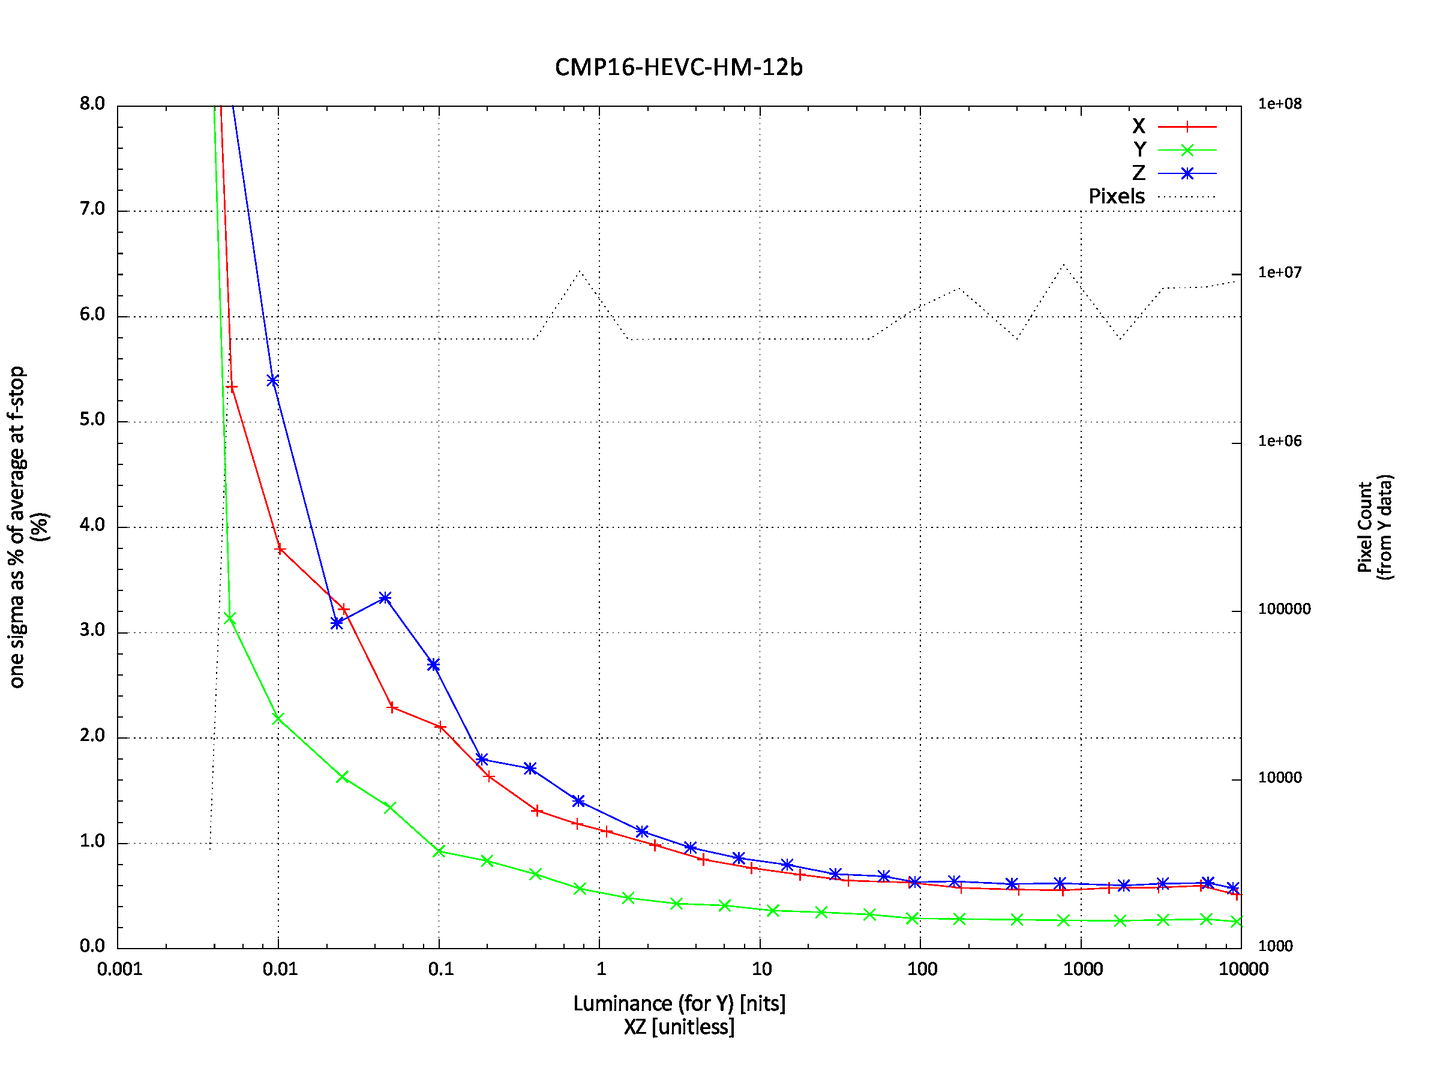 CMP16-HEVC-HM-12b
8.0
7.0
6.0
5.0
4.0
3.0
2.0
1.0
0.0
one sigma as % of average at f-stop
(%)
X
Y
Z
Pixels
1e+08
1e+07
1e+06
100000
10000
1000
Pixel Count
(from Y data)
0.001 0.01 0.1 1 10 100 1000 10000
Luminance (for Y) [nits]
XZ [unitless]